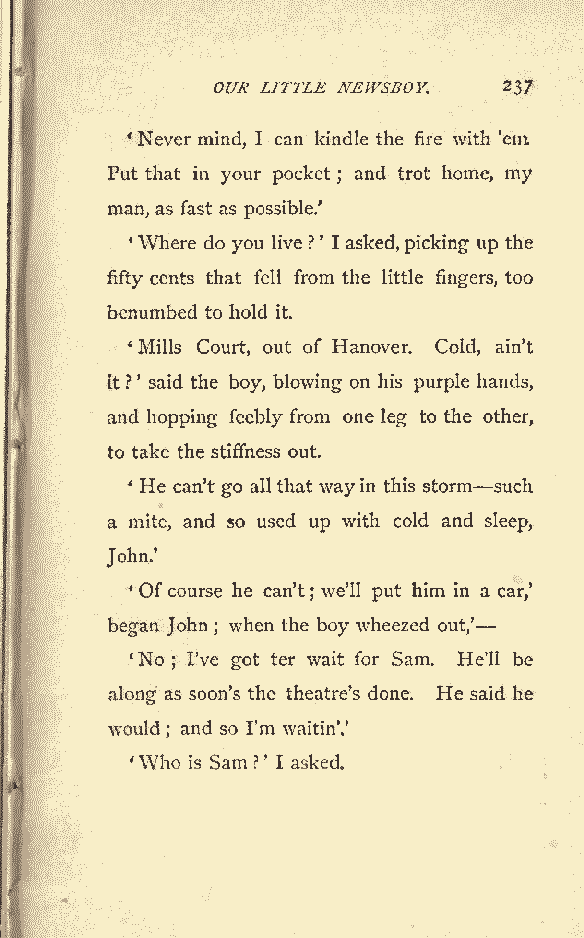 OUR LITTLE NEWSBOY. 237
‘Never mind, I can kindle the fire with 'em
Put that in your pocket; and trot home, my
man, as fast as possible.’
‘Where do you live?’ I asked, picking up the
fifty cents that fell from the little fingers, too
benumbed to hold it.
‘Mills Court, out of Hanover. Cold, ain't
it?’ said the boy, blowing on his purple hands,
and hopping feebly from one leg to the other,
to take the stiffness out.
‘He can't go all that way in this storm—such
a mite, and so used up with cold and sleep,
John.’
‘Of course he can't; we'll put him in a car,’
began John; when the boy wheezed out,’—
‘No; I've got ter wait for Sam. He'll be
along as soon's the theatre's done. He said he
would; and so I'm waitin'.’
‘Who is Sam?’ I asked.